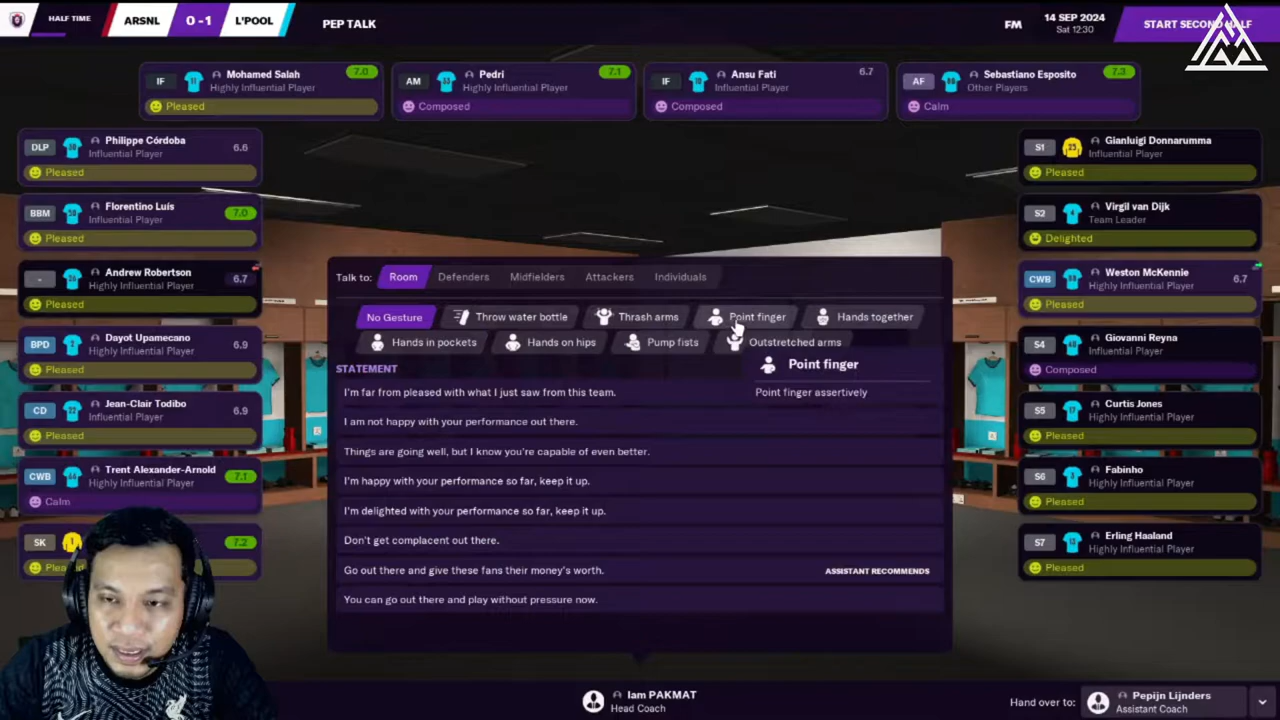 HALF TIME
ARSNL
0 - 1
L'POOL
PEP TALK
FM
14 SEP 2024
Sat 12:30
START SECOND HALF
IF
Mohamed Salah
Highly Influential Player
7.0
Pleased
AM
Pedri
Highly Influential Player
7.1
Composed
IF
Ansu Fati
Influential Player
6.7
Composed
AF
Sebastiano Esposito
Other Players
7.3
Calm
DLP
Philippe Córdoba
Influential Player
6.6
Pleased
BBM
Florentino Luís
Influential Player
7.0
Pleased
-
Andrew Robertson
Highly Influential Player
6.7
Pleased
BPD
Dayot Upamecano
Highly Influential Player
6.9
Pleased
CD
Jean-Clair Todibo
Influential Player
6.9
Pleased
CWB
Trent Alexander-Arnold
Highly Influential Player
7.1
Calm
SK
7.2
Talk to:
Room
Defenders
Midfielders
Attackers
Individuals
No Gesture
Throw water bottle
Thrash arms
Point finger
Hands together
Hands in pockets
Hands on hips
Pump fists
Outstretched arms
Point finger
Point finger assertively
STATEMENT
I'm far from pleased with what I just saw from this team.
I am not happy with your performance out there.
Things are going well, but I know you're capable of even better.
I'm happy with your performance so far, keep it up.
I'm delighted with your performance so far, keep it up.
Don't get complacent out there.
Go out there and give these fans their money's worth.
ASSISTANT RECOMMENDS
You can go out there and play without pressure now.
S1
Gianluigi Donnarumma
Influential Player
Pleased
S2
Virgil van Dijk
Team Leader
Delighted
CWB
Weston McKennie
Highly Influential Player
6.7
Pleased
S4
Giovanni Reyna
Influential Player
Composed
S5
Curtis Jones
Highly Influential Player
Pleased
S6
Fabinho
Highly Influential Player
Pleased
S7
Erling Haaland
Highly Influential Player
Pleased
Iam PAKMAT
Head Coach
Hand over to:
Pepijn Lijnders
Assistant Coach